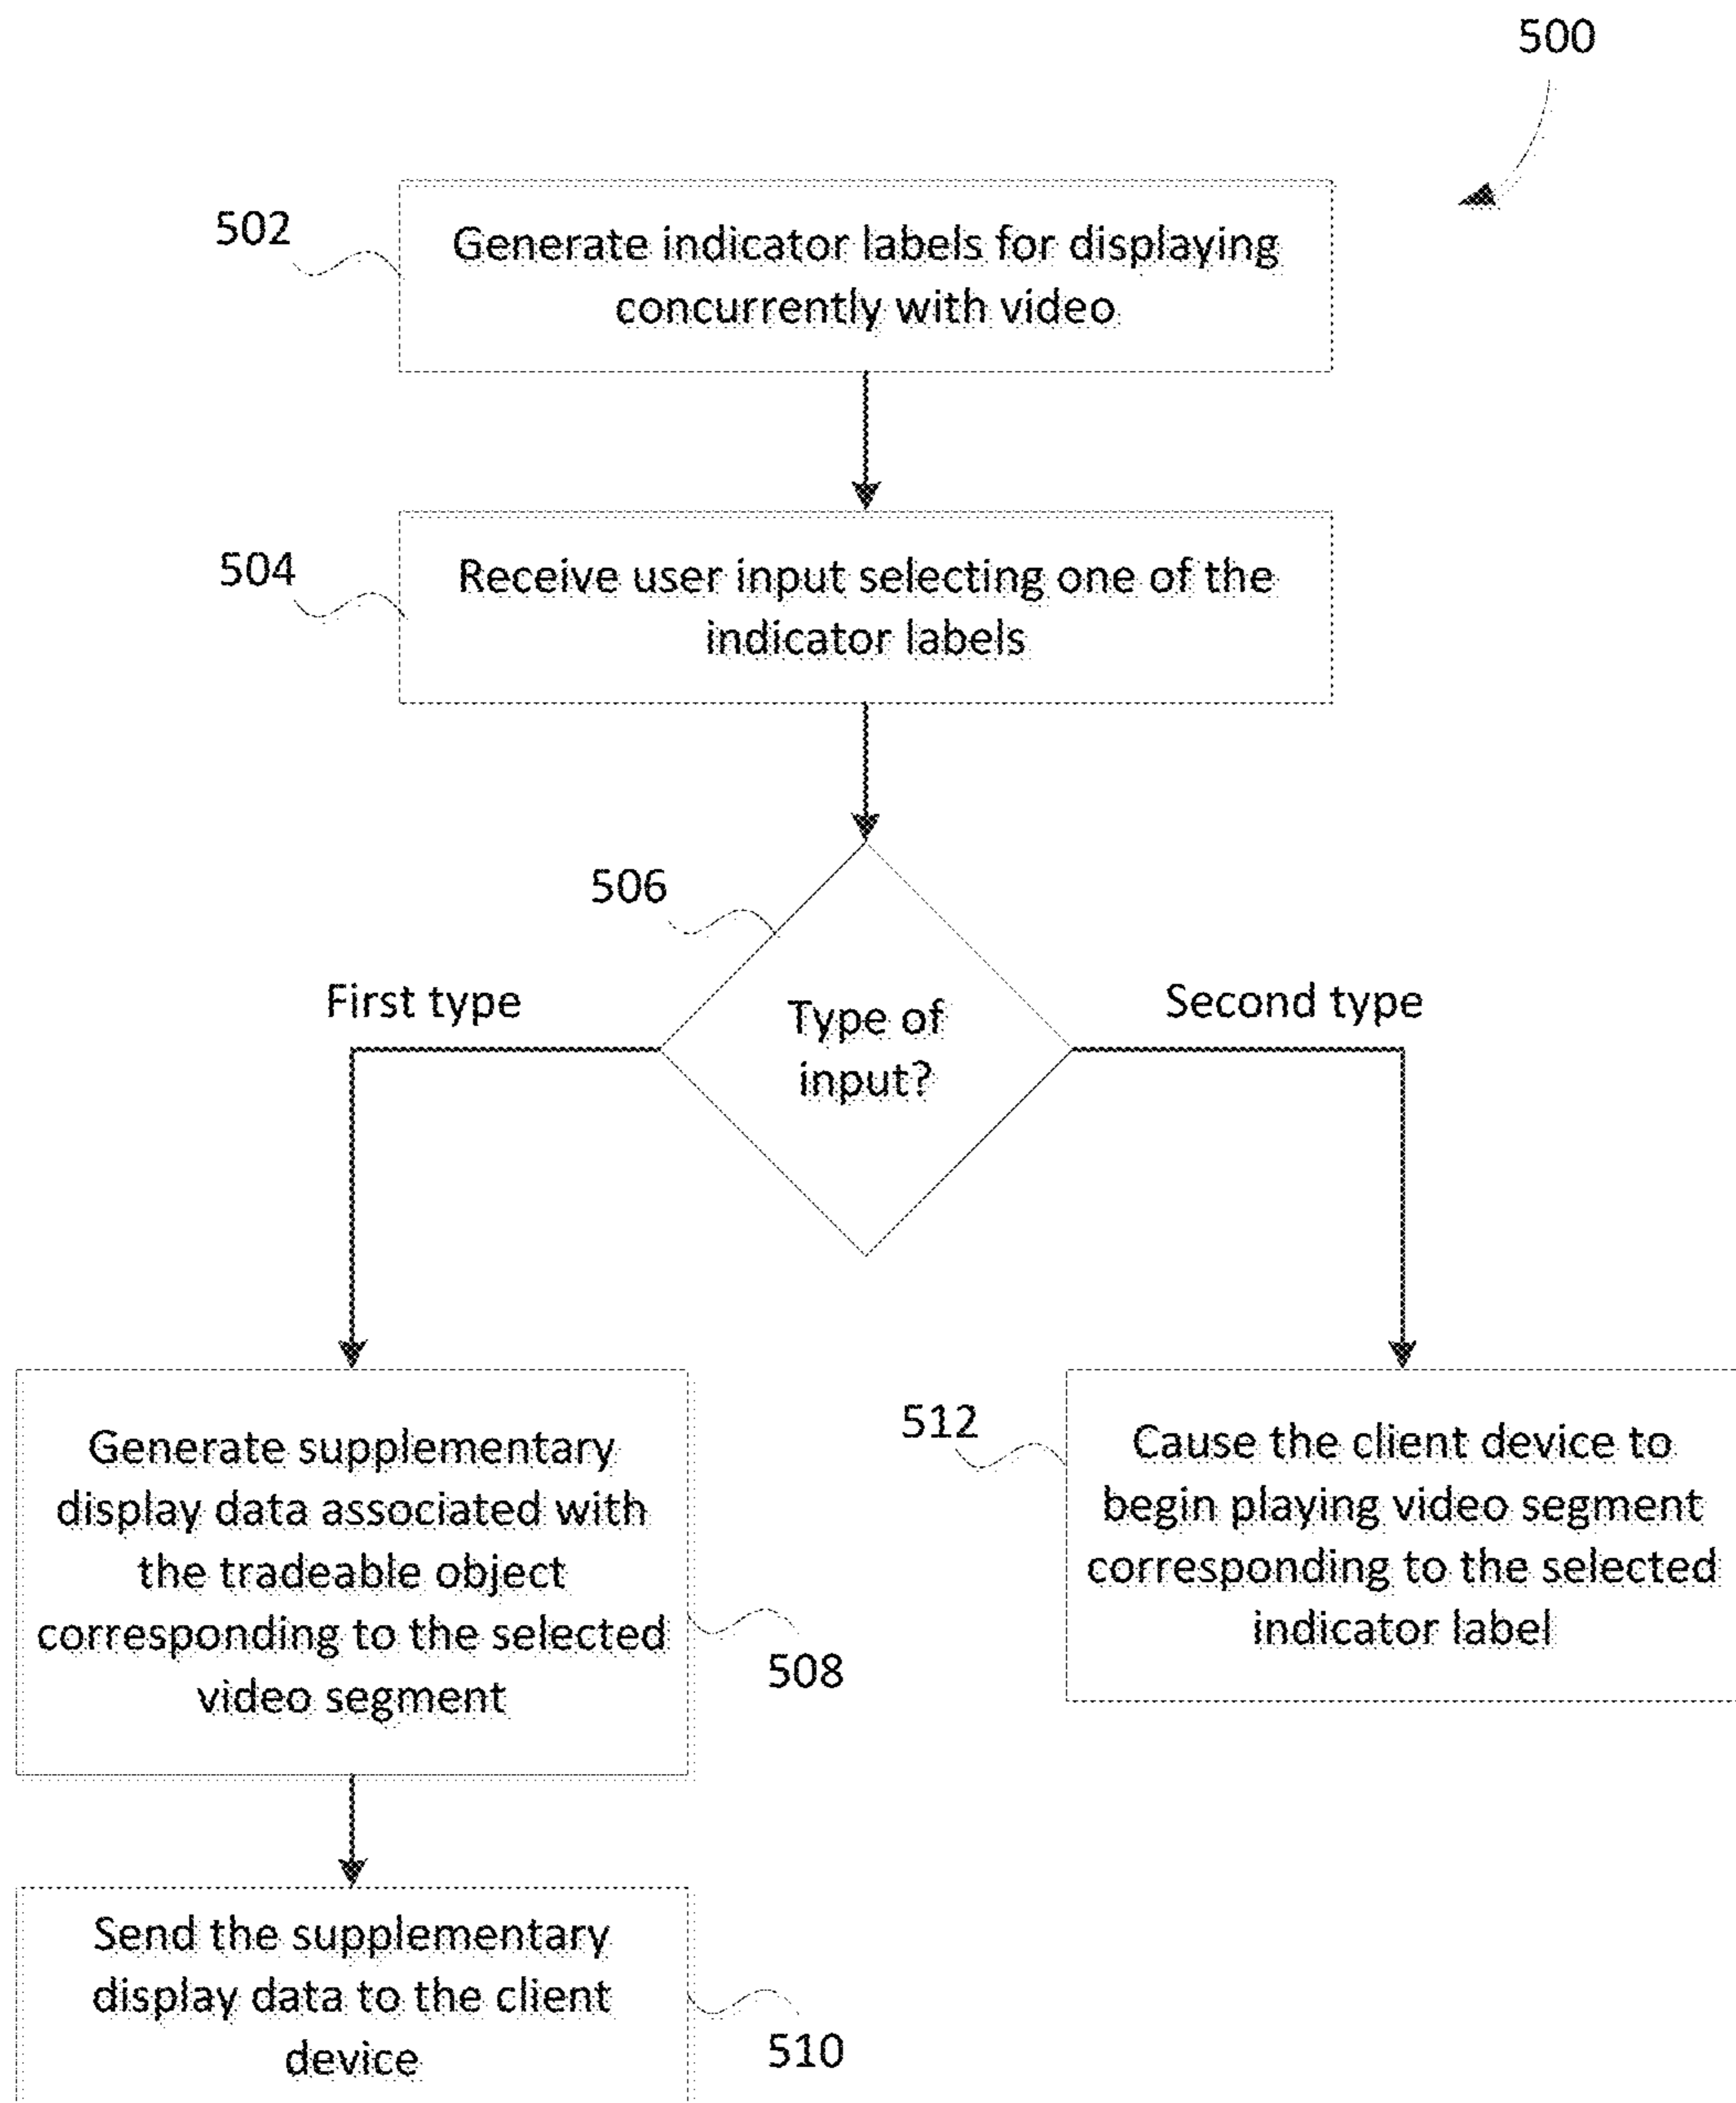 500
502
Generate indicator labels for displaying
concurrently with video
504
Receive user input selecting one of the
indicator labels
506
Type of
input?
First type
Second type
Generate supplementary
display data associated with
the tradeable object
corresponding to the selected
video segment
508
512
Cause the client device to
begin playing video segment
corresponding to the selected
indicator label
Send the supplementary
display data to the client
device
510